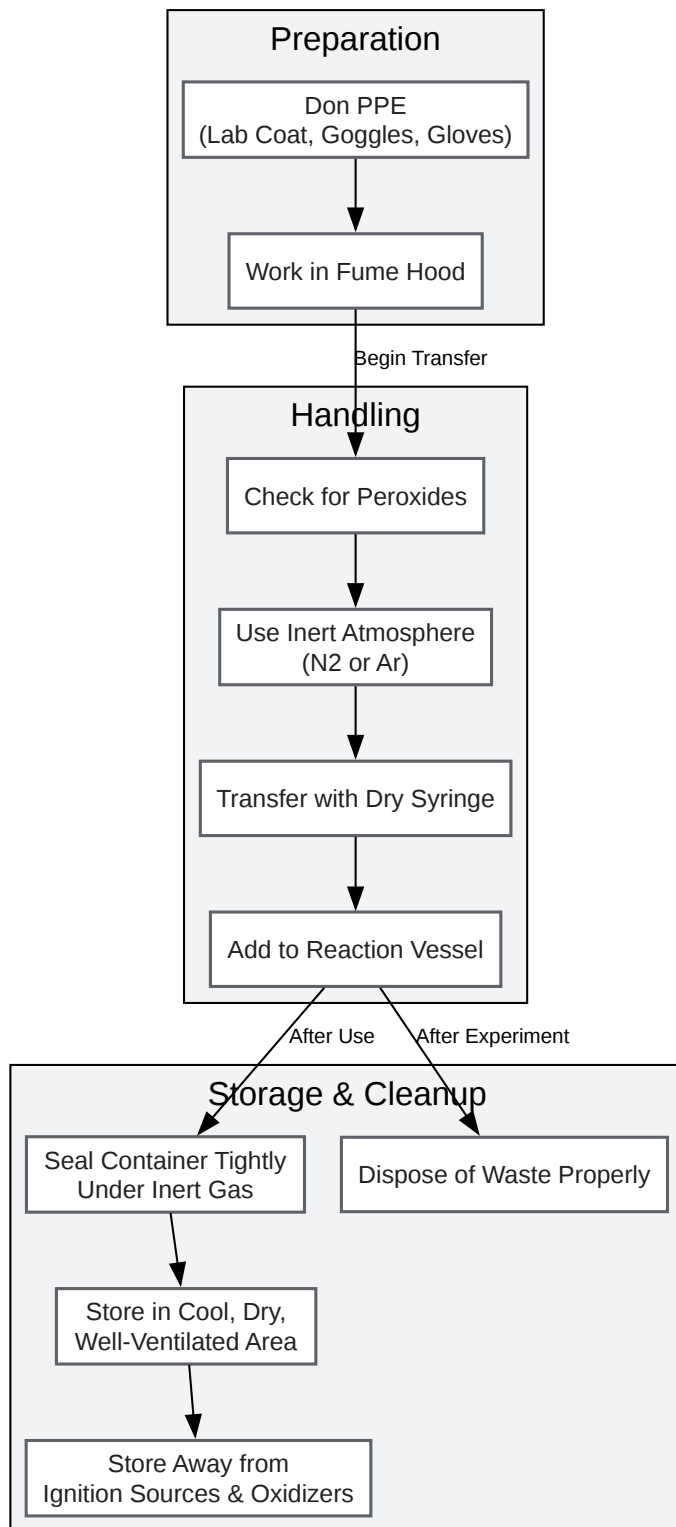 Preparation
Don PPE
(Lab Coat, Goggles, Gloves)
Work in Fume Hood
Begin Transfer
Handling
Check for Peroxides
Use Inert Atmosphere
(N2 or Ar)
Transfer with Dry Syringe
Add to Reaction Vessel
After Use
After Experiment
Storage & Cleanup
Seal Container Tightly
Under Inert Gas
Dispose of Waste Properly
Store in Cool, Dry,
Well-Ventilated Area
Store Away from
Ignition Sources & Oxidizers